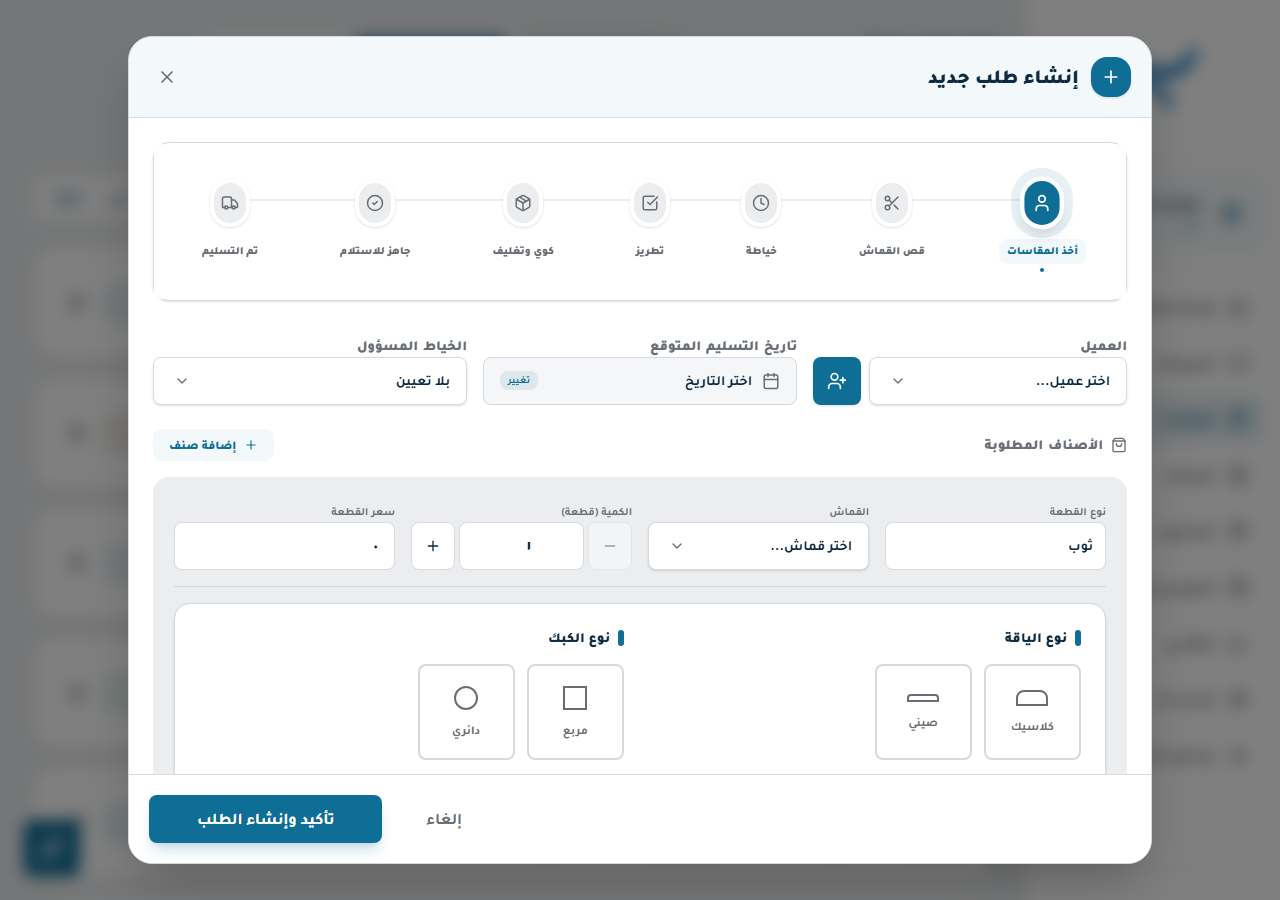 إنشاء طلب جديد
أخذ المقاسات
قص القماش
خياطة
تطريز
كوي وتغليف
جاهز للاستلام
تم التسليم
العميل
تاريخ التسليم المتوقع
الخياط المسؤول
اختر عميل...
اختر التاريخ
تغيير
بلا تعيين
الأصناف المطلوبة
إضافة صنف
نوع القطعة
القماش
الكمية (قطعة)
سعر القطعة
ثوب
اختر قماش...
١
٠
نوع الياقة
نوع الكبك
كلاسيك
صيني
مربع
دائري
إلغاء
تأكيد وإنشاء الطلب